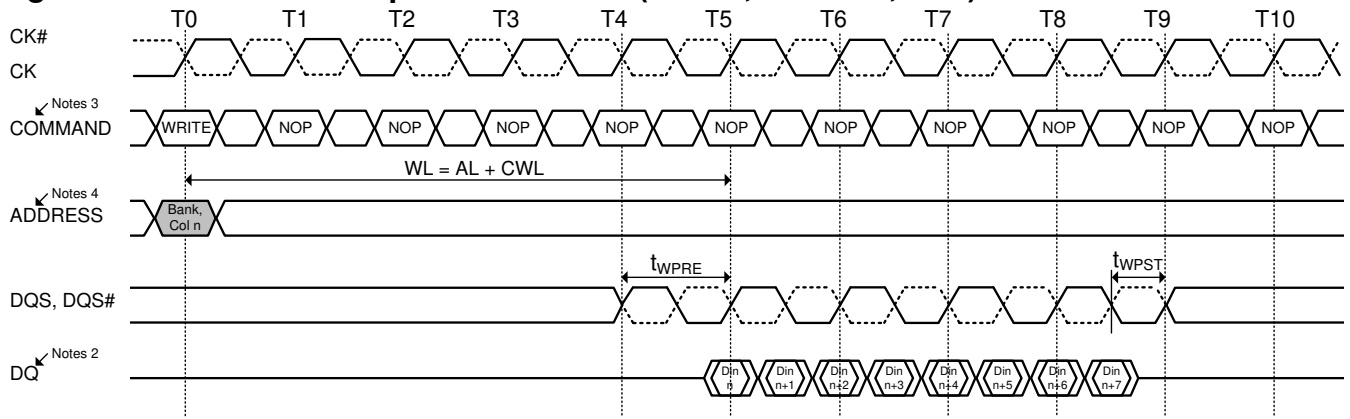 T0 T1 T2 T3 T4 T5 T6 T7 T8 T9 T10
CK#
CK
Notes 3
COMMAND WRITE NOP NOP NOP NOP NOP NOP NOP NOP NOP NOP
WL = AL + CWL
Notes 4
ADDRESS
Bank,
Col n
tWPRE tWPST
DQS, DQS#
Notes 2
DQ
Din Din Din Din Din Din Din Din
n n+1 n+2 n+3 n+4 n+5 n+6 n+7